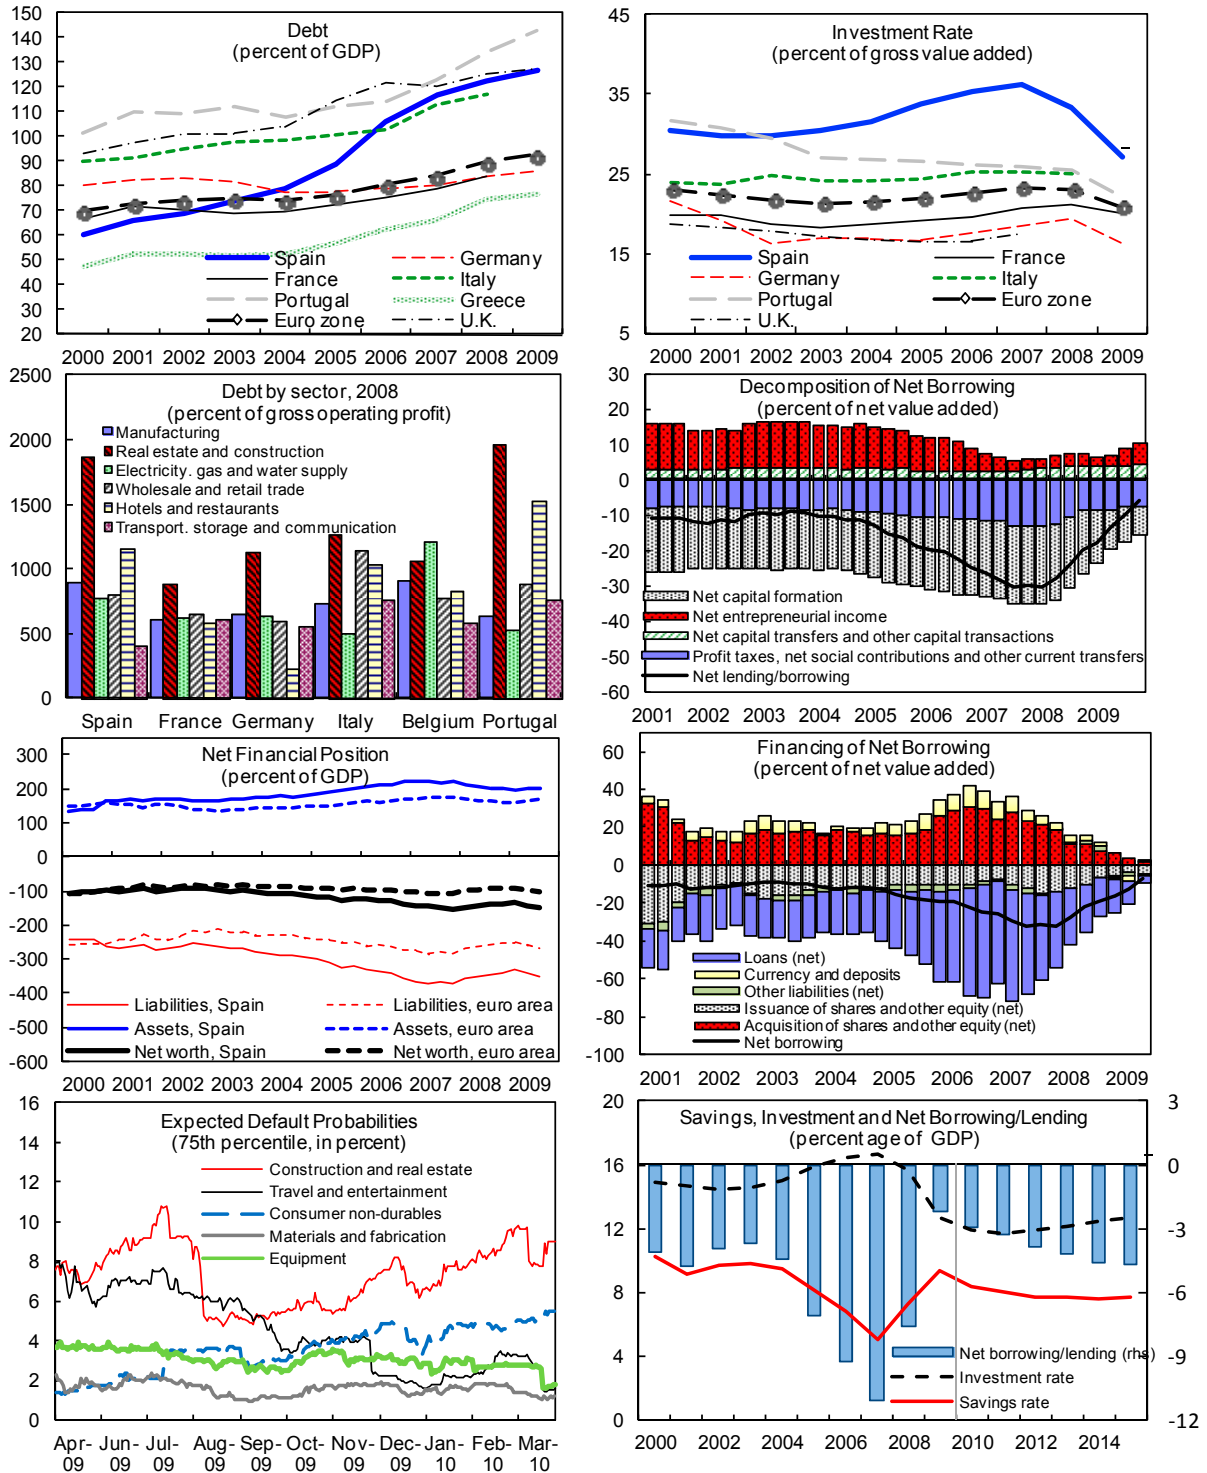 Debt
(percent of GDP)
150
140
130
120
110
100
90
80
70
60
50
40
30
20
Spain
Germany
France
Italy
Portugal
Greece
Euro zone
U.K.
2000 2001 2002 2003 2004 2005 2006 2007 2008 2009
Investment Rate
(percent of gross value added)
45
35
25
15
5
Spain
France
Germany
Italy
Portugal
Euro zone
U.K.
2000 2001 2002 2003 2004 2005 2006 2007 2008 2009
Debt by sector, 2008
(percent of gross operating profit)
2500
2000
1500
1000
500
0
Manufacturing
Real estate and construction
Electricity. gas and water supply
Wholesale and retail trade
Hotels and restaurants
Transport. storage and communication
Spain France Germany Italy Belgium Portugal
Decomposition of Net Borrowing
(percent of net value added)
30
20
10
0
-10
-20
-30
-40
-50
-60
Net capital formation
Net entrepreneurial income
Net capital transfers and other capital transactions
Profit taxes, net social contributions and other current transfers
Net lending/borrowing
2001 2002 2003 2004 2005 2006 2007 2008 2009
Net Financial Position
(percent of GDP)
300
200
100
0
-100
-200
-300
-400
-500
-600
Liabilities, Spain
Liabilities, euro area
Assets, Spain
Assets, euro area
Net worth, Spain
Net worth, euro area
2000 2001 2002 2003 2004 2005 2006 2007 2008 2009
Financing of Net Borrowing
(percent of net value added)
60
40
20
0
-20
-40
-60
-80
-100
Loans (net)
Currency and deposits
Other liabilities (net)
Issuance of shares and other equity (net)
Acquisition of shares and other equity (net)
Net borrowing
2001 2002 2003 2004 2005 2006 2007 2008 2009
Expected Default Probabilities
(75th percentile, in percent)
16
14
12
10
8
6
4
2
0
Construction and real estate
Travel and entertainment
Consumer non-durables
Materials and fabrication
Equipment
Apr-09 Jun-09 Jul-09 Aug-09 Sep-09 Oct-09 Nov-09 Dec-09 Jan-10 Feb-10 Mar-10
Savings, Investment and Net Borrowing/Lending
(percentage of GDP)
20
16
12
8
4
0
3
0
-3
-6
-9
-12
Net borrowing/lending (rhs)
Investment rate
Savings rate
2000 2002 2004 2006 2008 2010 2012 2014